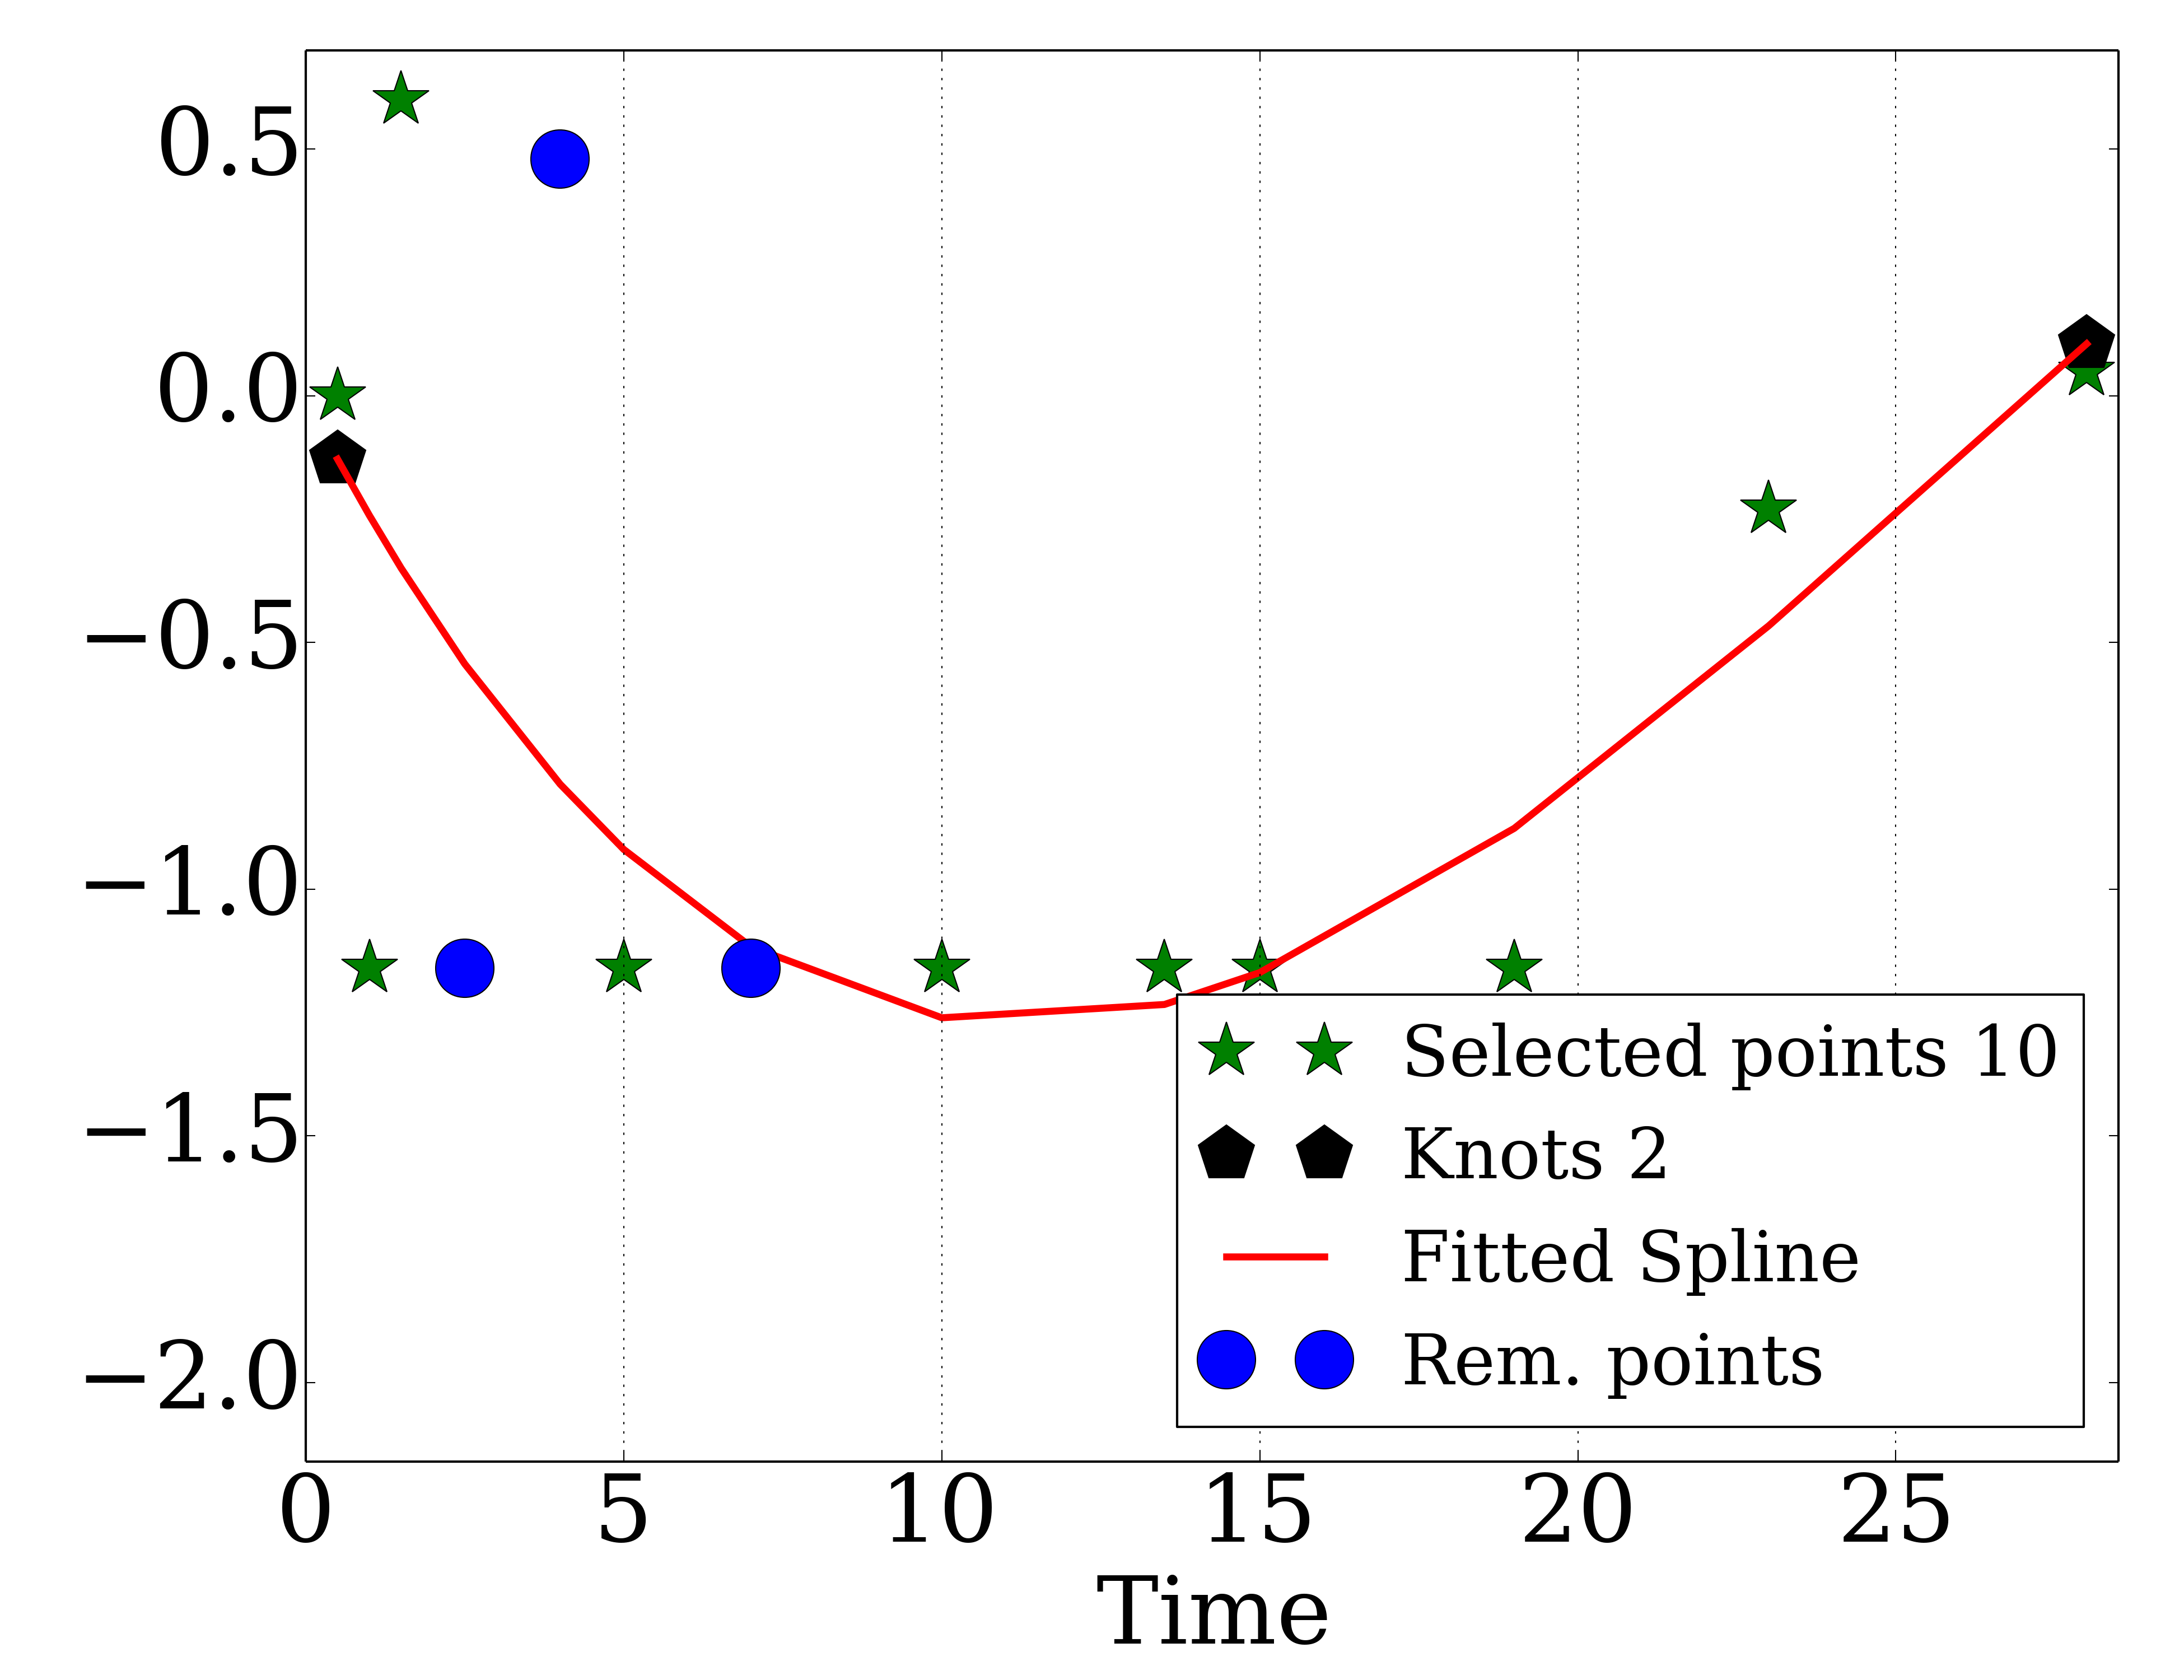 0.5
0.0
−0.5
−1.0
−1.5
−2.0
Selected points 10
Knots 2
Fitted Spline
Rem. points
0 5 10 15 20 25
Time